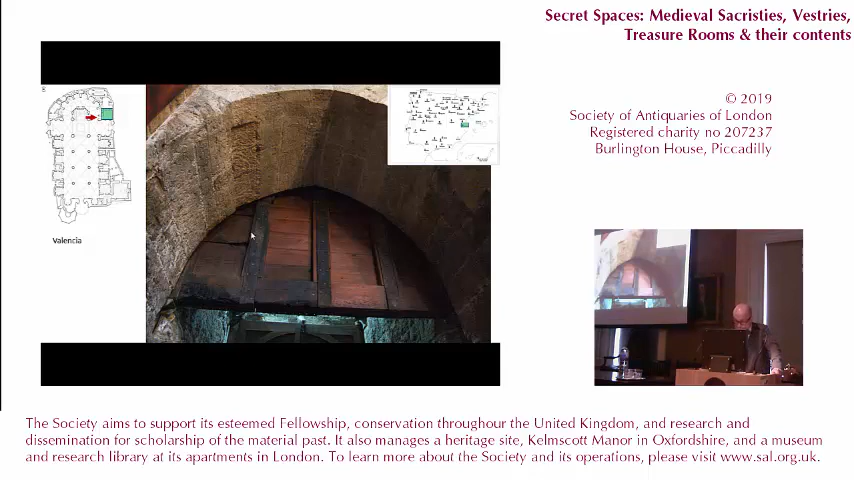 Secret Spaces: Medieval Sacristies, Vestries,
Treasure Rooms & their contents
© 2019
Society of Antiquaries of London
Registered charity no 207237
Burlington House, Piccadilly
Valencia
The Society aims to support its esteemed Fellowship, conservation throughour the United Kingdom, and research and
dissemination for scholarship of the material past. It also manages a heritage site, Kelmscott Manor in Oxfordshire, and a museum
and research library at its apartments in London. To learn more about the Society and its operations, please visit www.sal.org.uk.